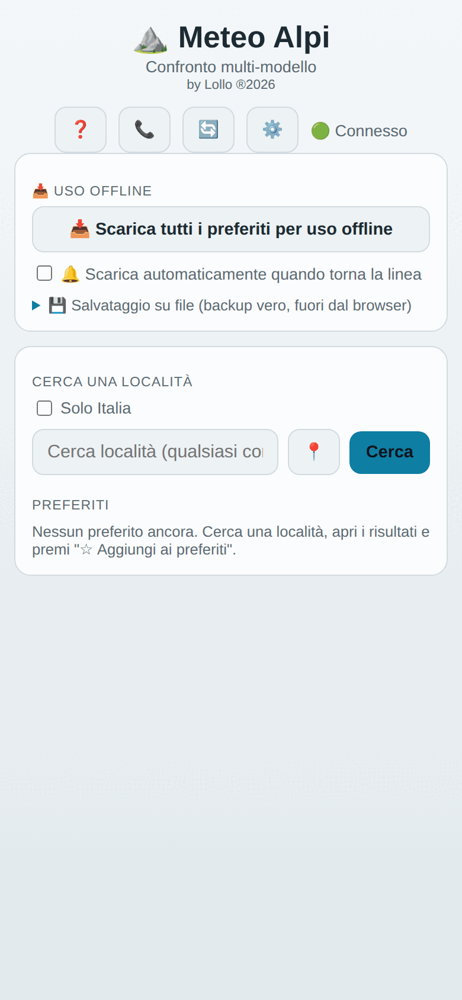 ⛰️ Meteo Alpi
Confronto multi-modello
by Lollo ®2026
❓ 📞 🔄 ⚙️ 🟢 Connesso
📥 USO OFFLINE
📥 Scarica tutti i preferiti per uso offline
🔔 Scarica automaticamente quando torna la linea
▶ 💾 Salvataggio su file (backup vero, fuori dal browser)
CERCA UNA LOCALITÀ
Solo Italia
Cerca località (qualsiasi 📍 Cerca
PREFERITI
Nessun preferito ancora. Cerca una località, apri i risultati e
premi "☆ Aggiungi ai preferiti".